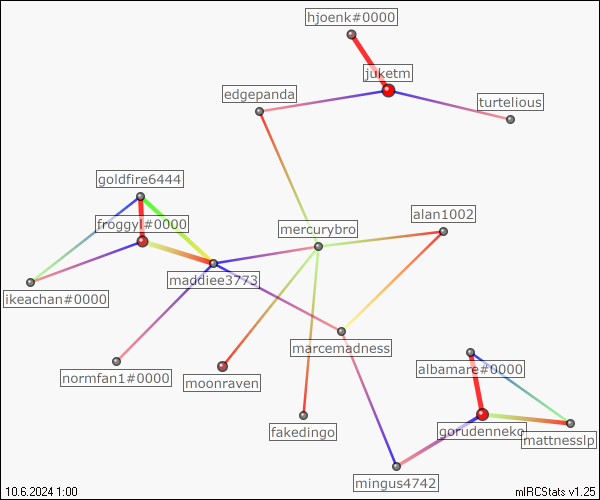 hjoenk#0000
juketm
edgepanda
turtelious
goldfire6444
alan1002
froggyl#0000
mercurybro
maddiee3773
ikeachan#0000
marcemadness
albamare#0000
normfan1#0000
moonraven
fakedingo
gorudenneko
mattnesslp
mingus4742
10.6.2024 1:00
mIRCStats v1.25